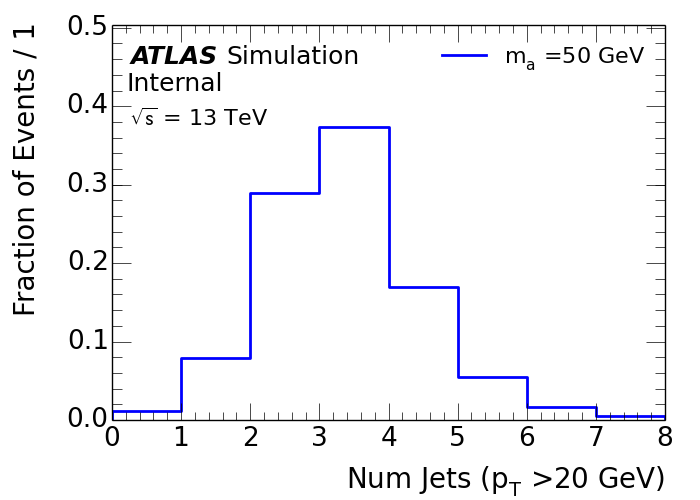 ATLAS Simulation
Internal
√s = 13 TeV
mₐ =50 GeV
Fraction of Events / 1
0.5
0.4
0.3
0.2
0.1
0.0
0 1 2 3 4 5 6 7 8
Num Jets (p_T >20 GeV)